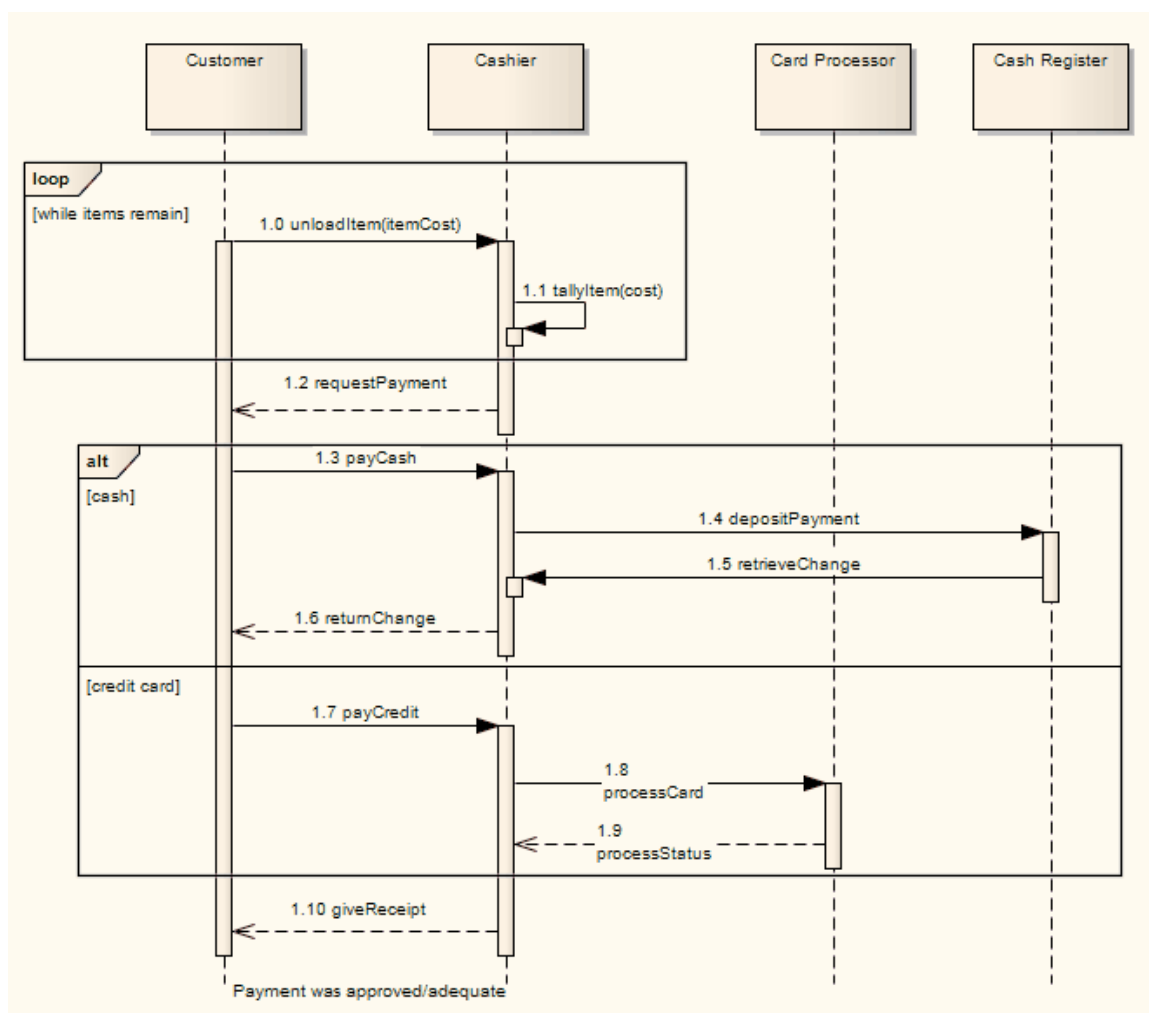 Customer
Cashier
Card Processor
Cash Register
loop
[while items remain]
1.0 unloadItem(itemCost)
1.1 tallyItem(cost)
1.2 requestPayment
alt
1.3 payCash
[cash]
1.4 depositPayment
1.5 retrieveChange
1.6 returnChange
[credit card]
1.7 payCredit
1.8
processCard
1.9
processStatus
1.10 giveReceipt
Payment was approved/adequate